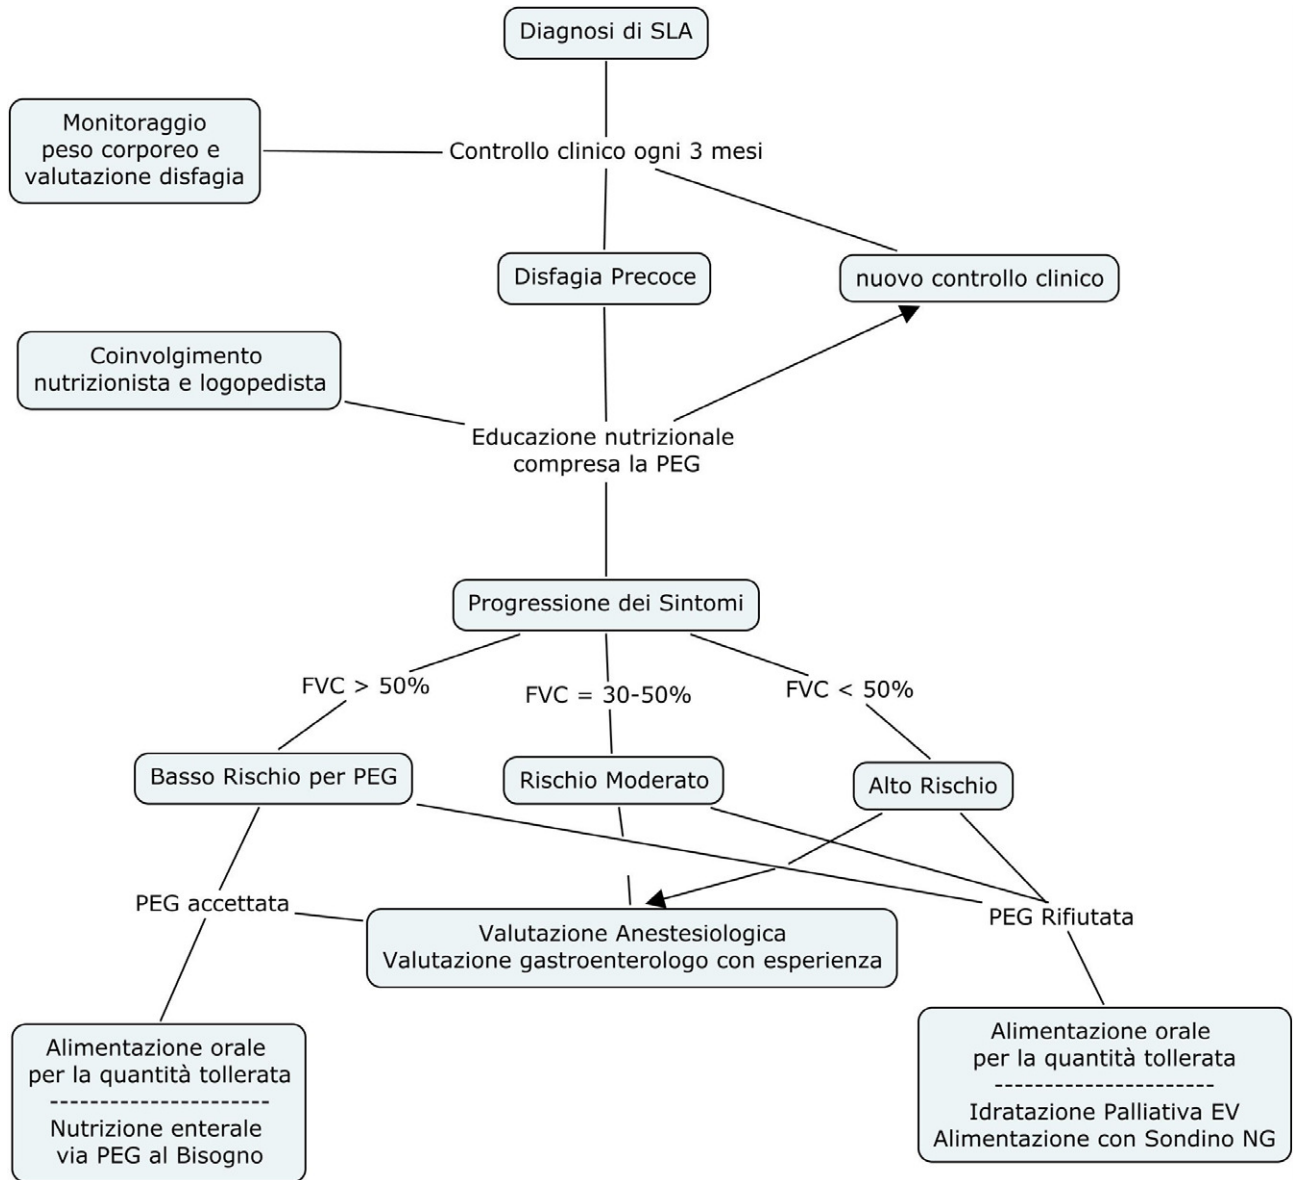 Diagnosi di SLA
Monitoraggio
peso corporeo e
valutazione disfagia
Controllo clinico ogni 3 mesi
Disfagia Precoce
nuovo controllo clinico
Coinvolgimento
nutrizionista e logopedista
Educazione nutrizionale
compresa la PEG
Progressione dei Sintomi
FVC > 50%
FVC = 30-50%
FVC < 50%
Basso Rischio per PEG
Rischio Moderato
Alto Rischio
PEG accettata
Valutazione Anestesiologica
Valutazione gastroenterologo con esperienza
PEG Rifiutata
Alimentazione orale
per la quantità tollerata
----------------------
Nutrizione enterale
via PEG al Bisogno
Alimentazione orale
per la quantità tollerata
----------------------
Idratazione Palliativa EV
Alimentazione con Sondino NG